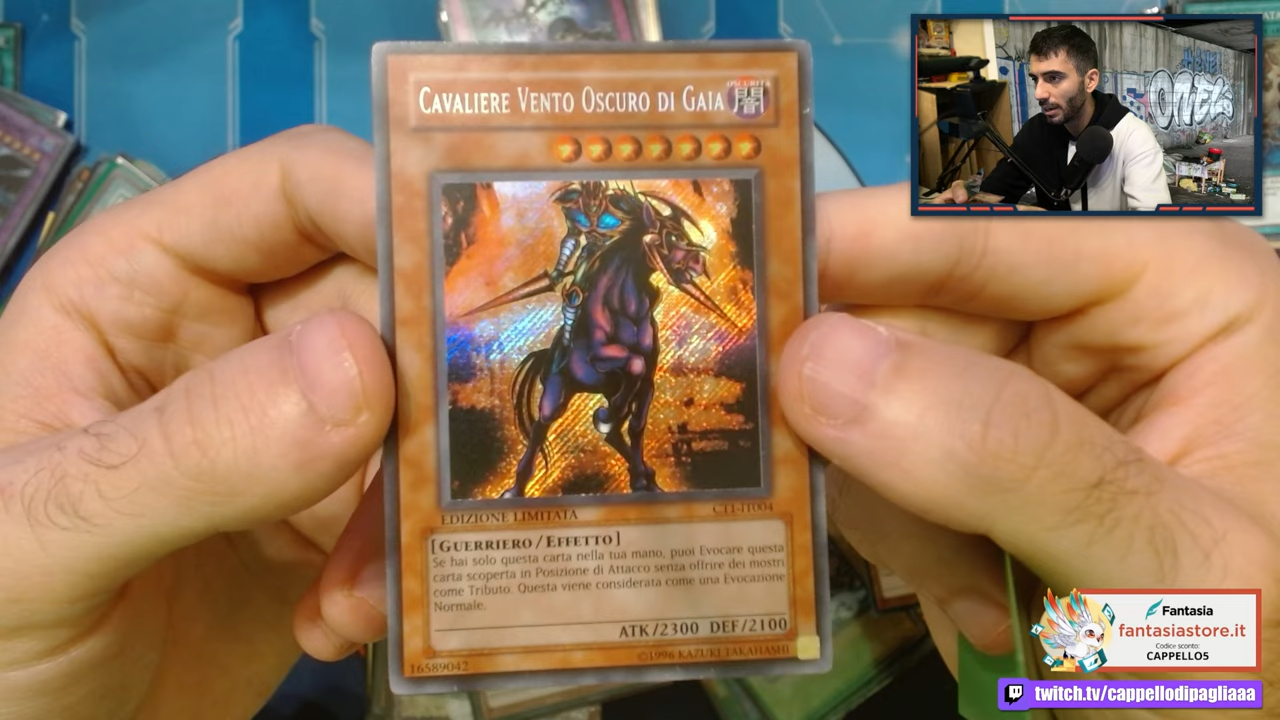 CAVALIERE VENTO OSCURO DI GAIA
OSCURITÀ
闇
EDIZIONE LIMITATA
CT1-IT004
[GUERRIERO/EFFETTO]
Se hai solo questa carta nella tua mano, puoi Evocare questa
carta scoperta in Posizione di Attacco senza offrire dei mostri
come Tributo. Questa viene considerata come una Evocazione
Normale.
ATK/2300 DEF/2100
16589042
©1996 KAZUKI TAKAHASHI
Fantasia
fantasiastore.it
Codice sconto:
CAPPELLO5
twitch.tv/cappellodipagliaaa